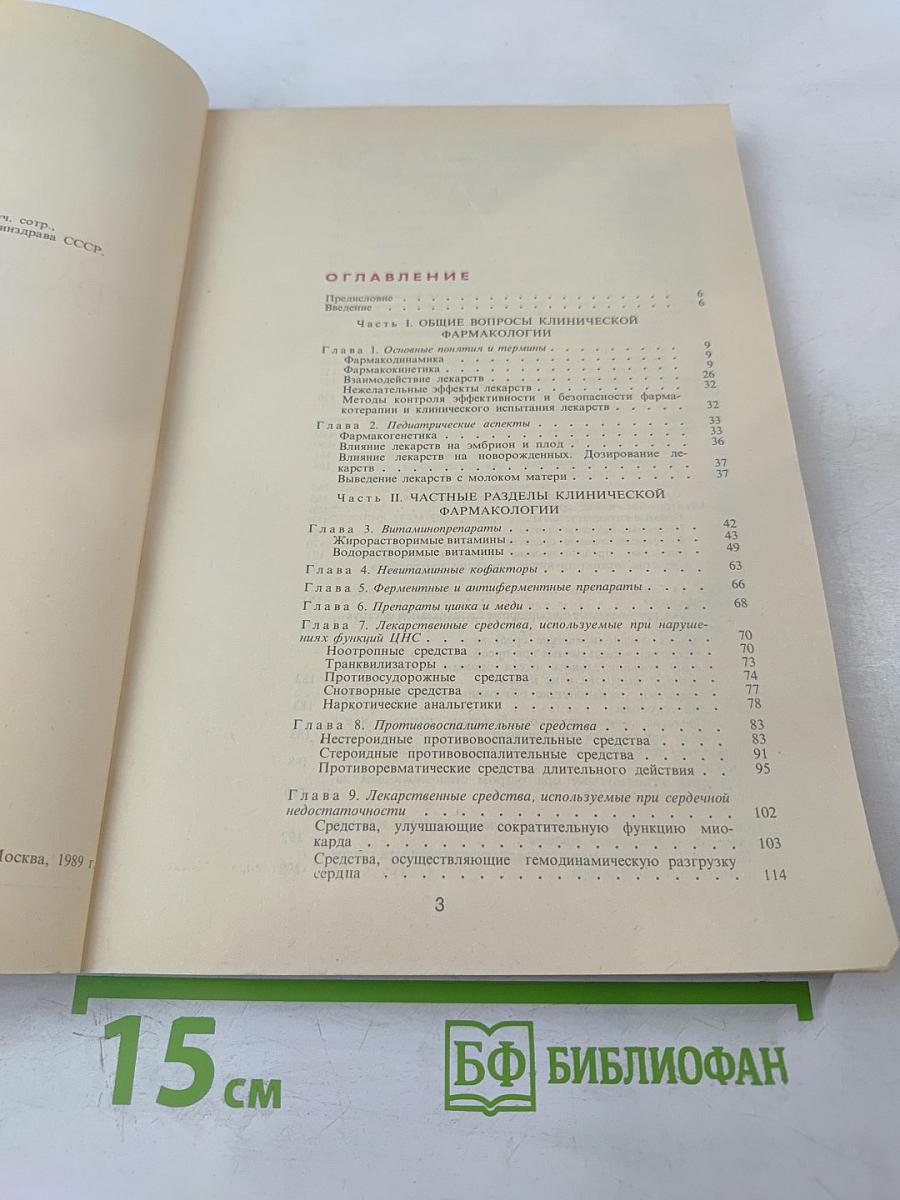 уч. сотр.,
инздрава СССР.
Москва, 1989 г.
ОГЛАВЛЕНИЕ
Предисловие . . . . . . . . . . . . . . . . . . . . 6
Введение . . . . . . . . . . . . . . . . . . . . 6
Часть I. ОБЩИЕ ВОПРОСЫ КЛИНИЧЕСКОЙ
ФАРМАКОЛОГИИ
Глава 1. Основные понятия и термины . . . . . . . . . 9
Фармакодинамика . . . . . . . . . . . . . . . . 9
Фармакокинетика . . . . . . . . . . . . . . . . 9
Взаимодействие лекарств . . . . . . . . . . . . . 26
Нежелательные эффекты лекарств . . . . . . . . . . 32
Методы контроля эффективности и безопасности фарма-
котерапии и клинического испытания лекарств . . . . . 32
Глава 2. Педиатрические аспекты . . . . . . . . . . 33
Фармакогенетика . . . . . . . . . . . . . . . . 33
Влияние лекарств на эмбрион и плод . . . . . . . . 36
Влияние лекарств на новорожденных. Дозирование ле-
карств . . . . . . . . . . . . . . . . . . . 37
Выведение лекарств с молоком матери . . . . . . . . 37
Часть II. ЧАСТНЫЕ РАЗДЕЛЫ КЛИНИЧЕСКОЙ
ФАРМАКОЛОГИИ
Глава 3. Витаминопрепараты . . . . . . . . . . . . 42
Жирорастворимые витамины . . . . . . . . . . . . 43
Водорастворимые витамины . . . . . . . . . . . . 49
Глава 4. Невитаминные кофакторы . . . . . . . . . 63
Глава 5. Ферментные и антиферментные препараты . . . . 66
Глава 6. Препараты цинка и меди . . . . . . . . . . 68
Глава 7. Лекарственные средства, используемые при наруше-
ниях функций ЦНС . . . . . . . . . . . . . . . . 70
Ноотропные средства . . . . . . . . . . . . . . 70
Транквилизаторы . . . . . . . . . . . . . . . . 73
Противосудорожные средства . . . . . . . . . . . 74
Снотворные средства . . . . . . . . . . . . . . 77
Наркотические анальгетики . . . . . . . . . . . . 78
Глава 8. Противовоспалительные средства . . . . . . . 83
Нестероидные противовоспалительные средства . . . . 83
Стероидные противовоспалительные средства . . . . . 91
Противоревматические средства длительного действия . . 95
Глава 9. Лекарственные средства, используемые при сердечной
недостаточности . . . . . . . . . . . . . . . . 102
Средства, улучшающие сократительную функцию мио-
карда . . . . . . . . . . . . . . . . . . . 103
Средства, осуществляющие гемодинамическую разгрузку
сердца . . . . . . . . . . . . . . . . . . . 114
3
15 см
БФ БИБЛИОФАН